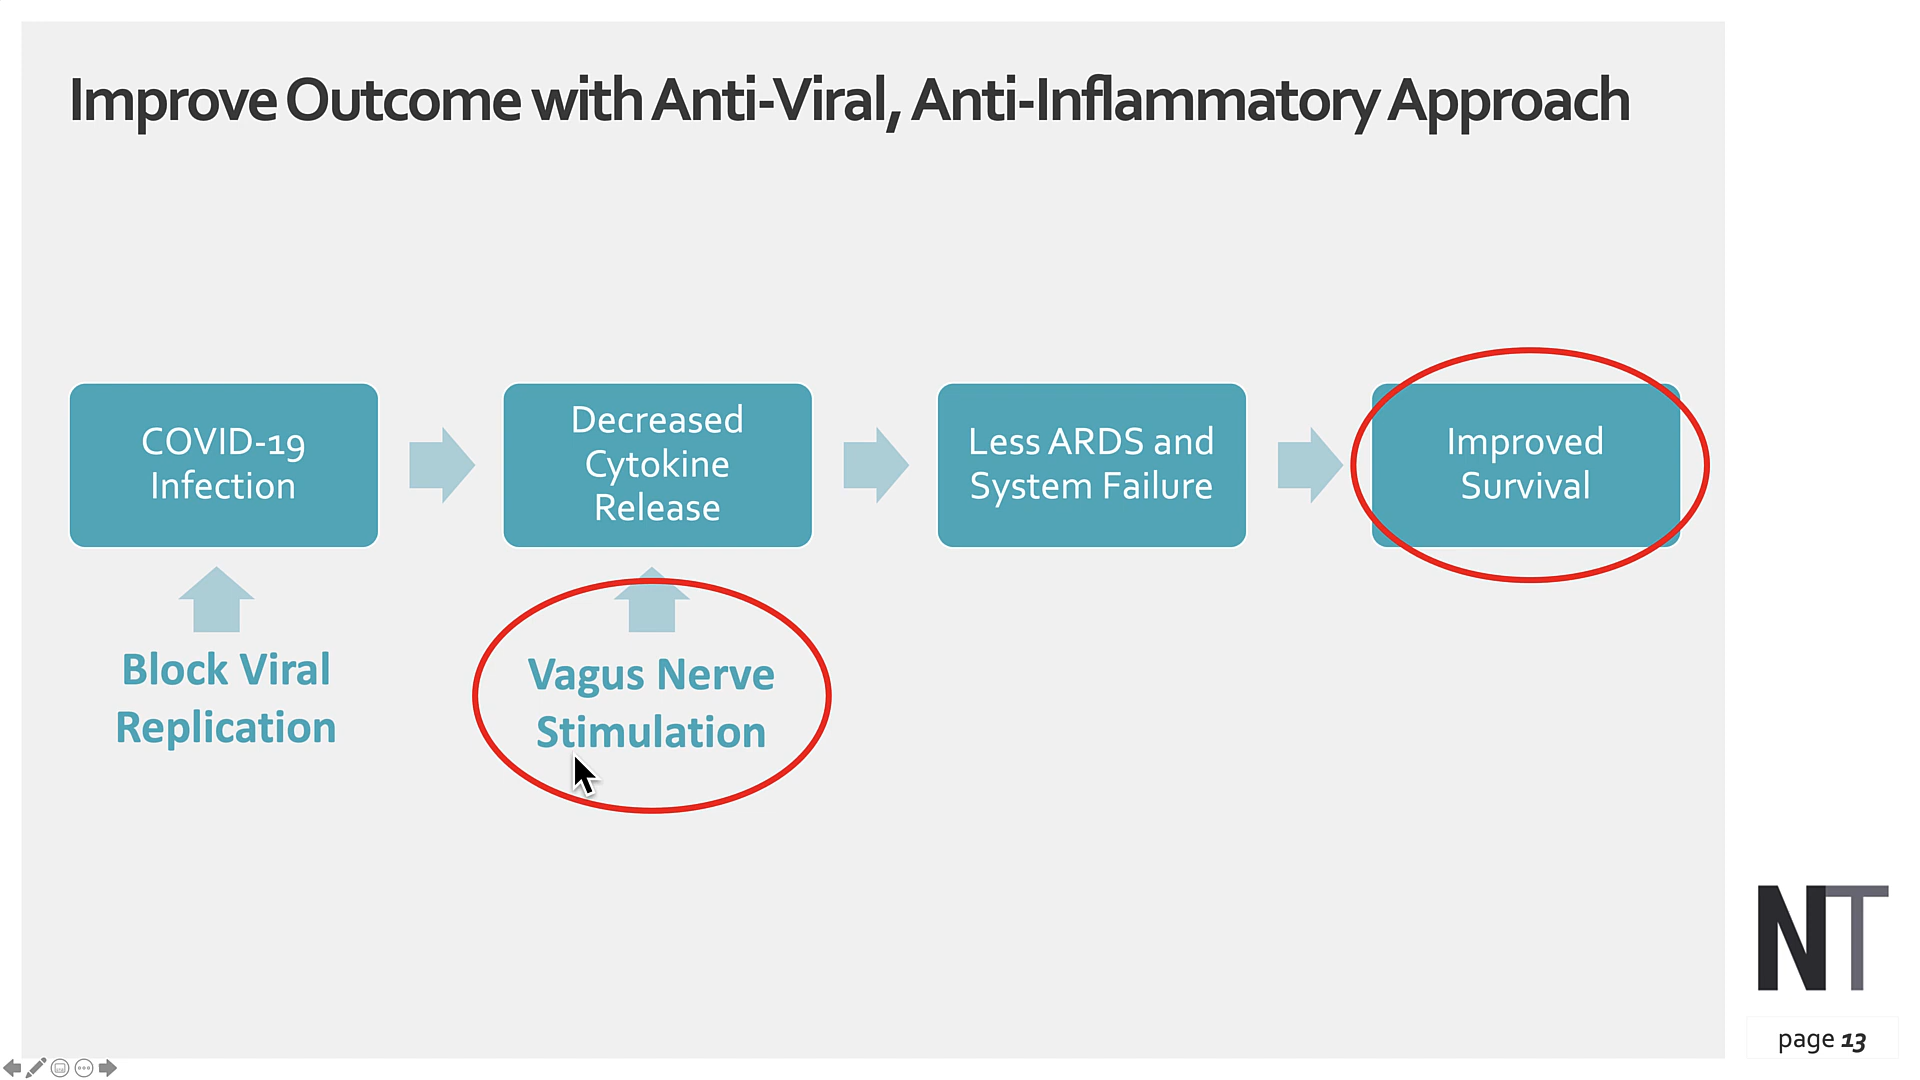 Improve Outcome with Anti-Viral, Anti-Inflammatory Approach
COVID-19
Infection
Decreased
Cytokine
Release
Less ARDS and
System Failure
Improved
Survival
Block Viral
Replication
Vagus Nerve
Stimulation
NT
page 13